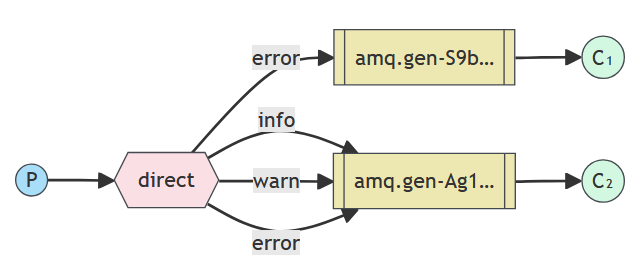 error
amq.gen-S9b...
C₁
info
P
direct
warn
amq.gen-Ag1...
C₂
error